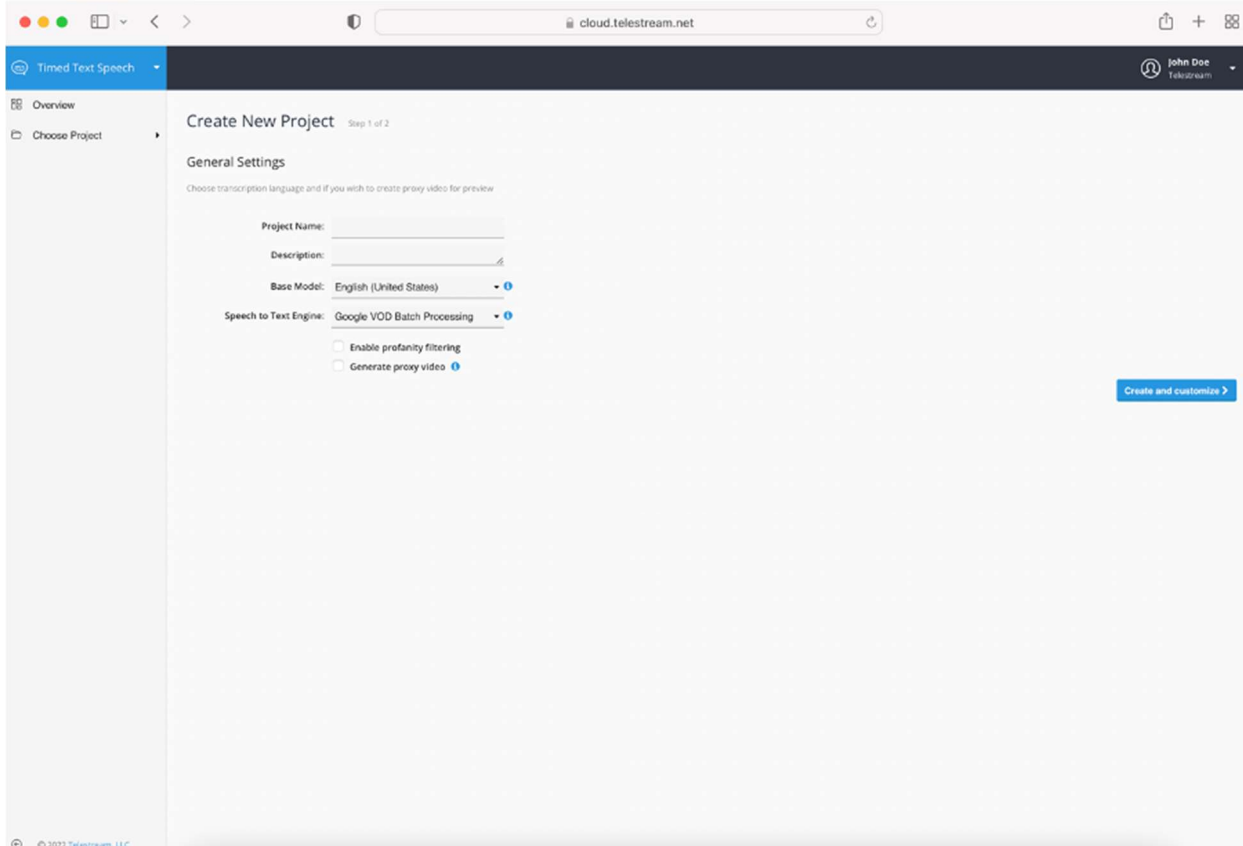 cloud.telestream.net
Timed Text Speech
John Doe
Telestream
Overview
Choose Project
Create New Project Step 1 of 2
General Settings
Choose transcription language and if you wish to create proxy video for preview
Project Name:
Description:
Base Model: English (United States)
Speech to Text Engine: Google VOD Batch Processing
Enable profanity filtering
Generate proxy video
Create and customize
© 2022 Telestream, LLC